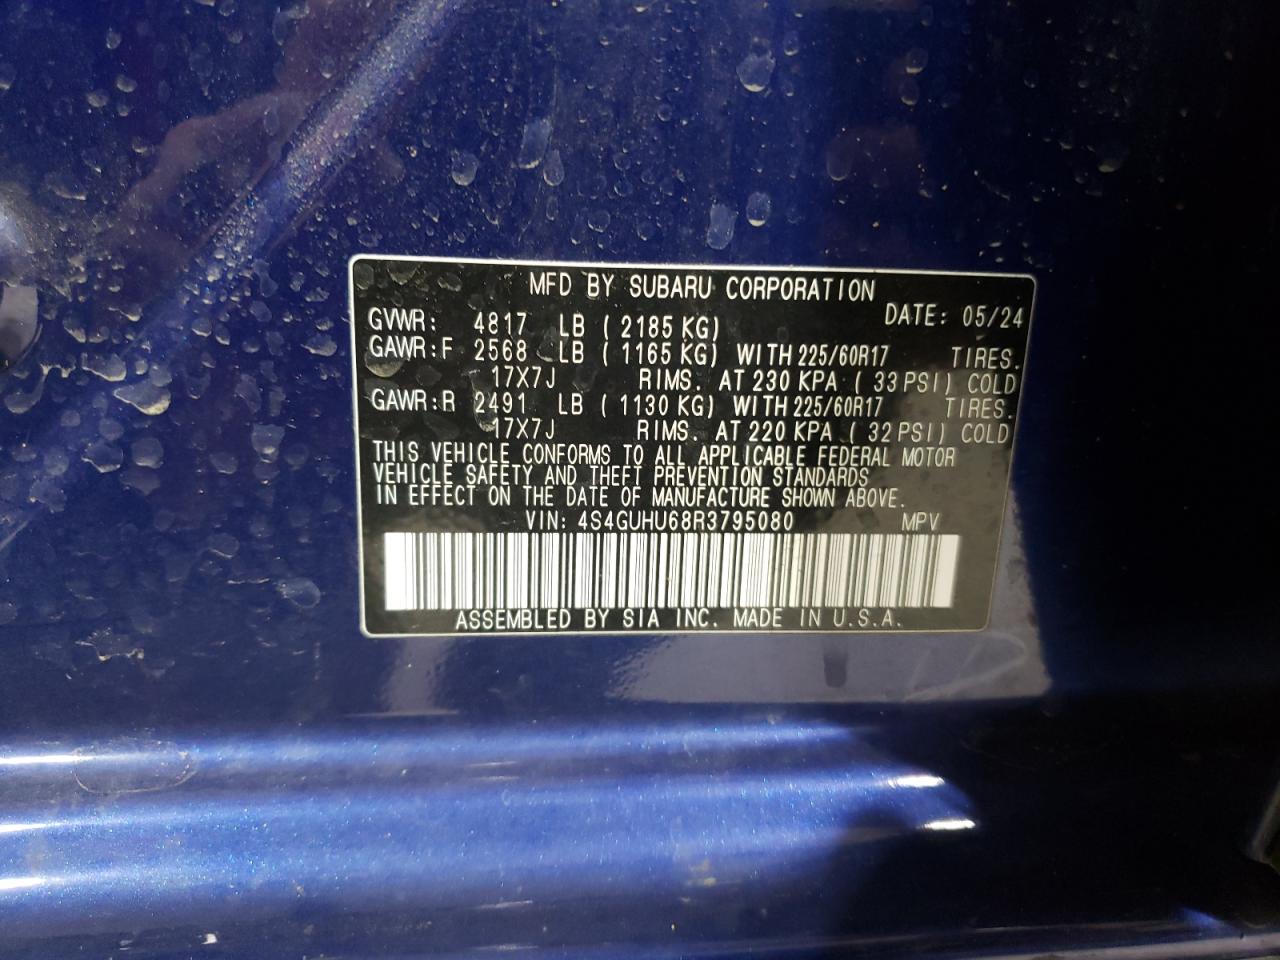 MFD BY SUBARU CORPORATION
GVWR: 4817 LB ( 2185 KG) DATE: 05/24
GAWR:F 2568 LB ( 1165 KG) WITH 225/60R17 TIRES.
17X7J RIMS. AT 230 KPA ( 33 PSI) COLD
GAWR:R 2491 LB ( 1130 KG) WITH 225/60R17 TIRES.
17X7J RIMS. AT 220 KPA ( 32 PSI) COLD
THIS VEHICLE CONFORMS TO ALL APPLICABLE FEDERAL MOTOR
VEHICLE SAFETY AND THEFT PREVENTION STANDARDS
IN EFFECT ON THE DATE OF MANUFACTURE SHOWN ABOVE.
VIN: 4S4GUHU68R3795080 MPV
ASSEMBLED BY SIA INC. MADE IN U.S.A.